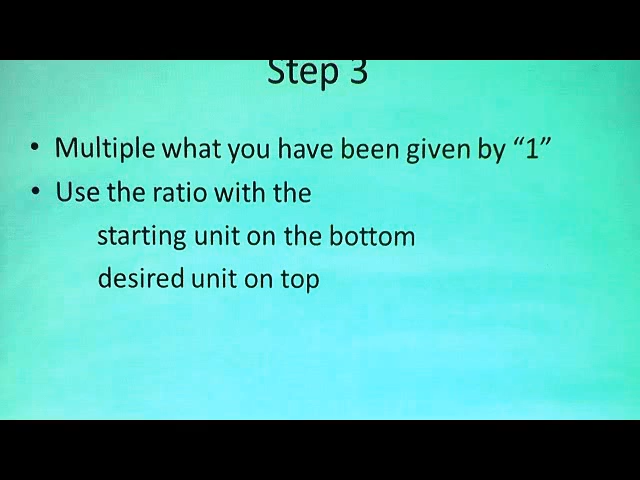 Step 3
• Multiple what you have been given by “1”
• Use the ratio with the
starting unit on the bottom
desired unit on top